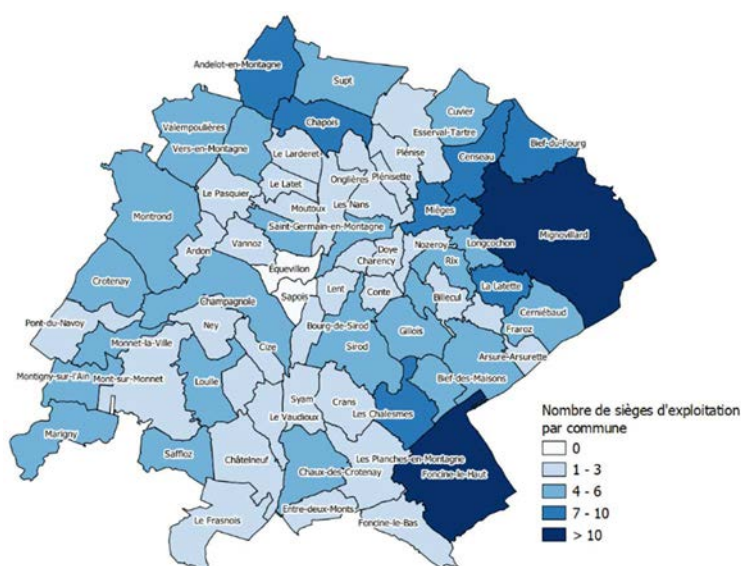 Andelot-en-Montagne
Supt
Cuvier
Chapois
Valempoulières
Esserval-Tartre
Vers-en-Montagne
Bief-du-Fourg
Le Larderet
Plénise
Censeau
Onglières
Plénisette
Le Latet
Le Pasquier
Les Nans
Moutoux
Mièges
Montrond
Saint-Germain-en-Montagne
Mignovillard
Vannoz
Doye
Nozeroy
Longcochon
Ardon
Charency
Rix
Équevillon
Crotenay
Lent
Conte
La Latette
Champagnole
Sapois
Billecul
Cerniébaud
Pont-du-Navoy
Ney
Bourg-de-Sirod
Gillois
Fraroz
Monnet-la-Ville
Cize
Sirod
Arsure-Arsurette
Montigny-sur-l'Ain
Mont-sur-Monnet
Loulle
Bief-des-Maisons
Syam
Crans
Marigny
Le Vaudioux
Les Chalesmes
Saffloz
Châtelneuf
Les Planches-en-Montagne
Chaux-des-Crotenay
Foncine-le-Haut
Le Frasnois
Entre-deux-Monts
Foncine-le-Bas
Nombre de sièges d'exploitation
par commune
0
1 - 3
4 - 6
7 - 10
> 10